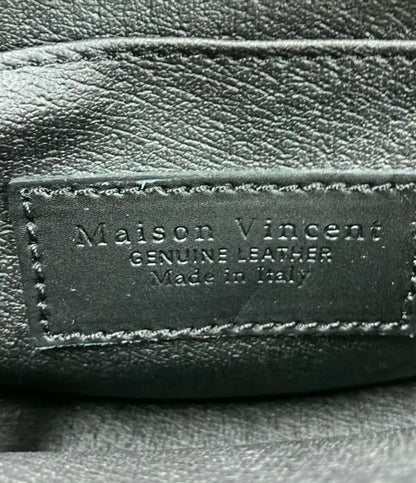 Maison Vincent
GENUINE LEATHER
Made in Italy